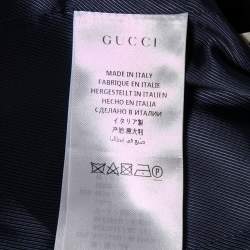 GUCCI
MADE IN ITALY
FABRIQUÉ EN ITALIE
HERGESTELLT IN ITALIEN
HECHO EN ITALIA
СДЕЛАНО В ИТАЛИИ
イタリア製
产地:意大利
صنع في إيطاليا